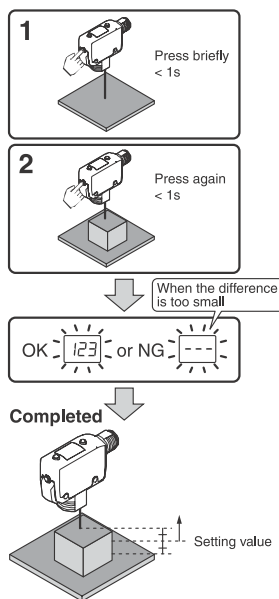 1
Press briefly
< 1s
2
Press again
< 1s
When the difference
is too small
OK 123 or NG ---
Completed
Setting value